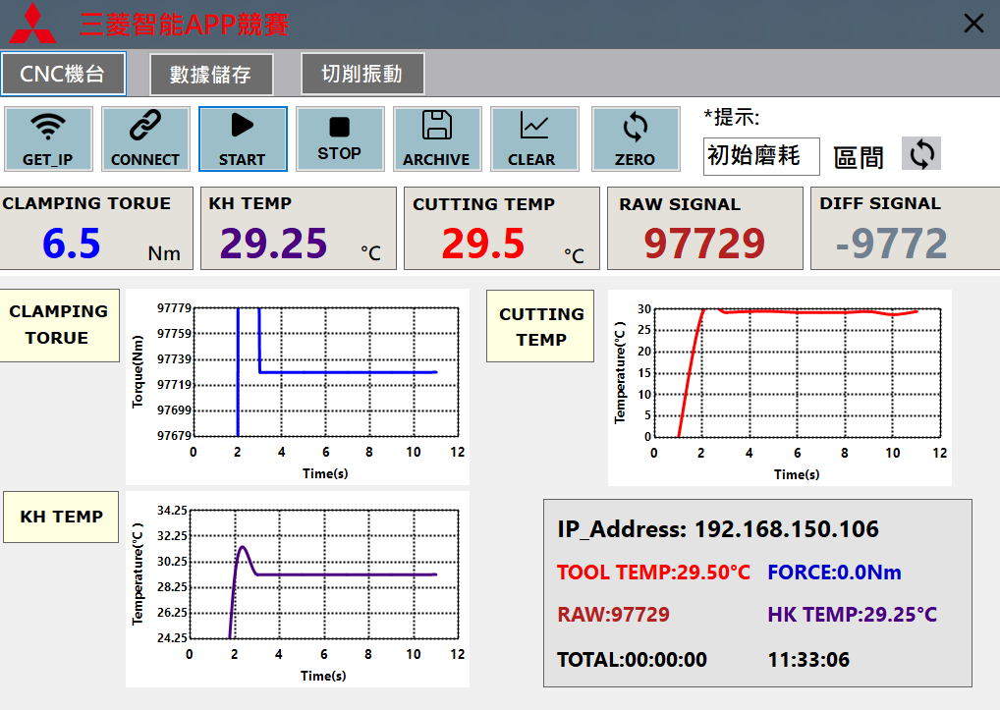 三菱智能APP競賽
CNC機台 數據儲存 切削振動
GET_IP CONNECT START STOP ARCHIVE CLEAR ZERO
*提示:
初始磨耗 區間
CLAMPING TORUE KH TEMP CUTTING TEMP RAW SIGNAL DIFF SIGNAL
6.5 Nm 29.25 °C 29.5 °C 97729 -9772
CLAMPING
TORUE
Torque(Nm)
97779
97759
97739
97719
97699
97679
0 2 4 6 8 10 12
Time(s)
CUTTING
TEMP
Temperature(℃)
30
25
20
15
10
5
0
0 2 4 6 8 10 12
Time(s)
KH TEMP
Temperature(℃)
34.25
32.25
30.25
28.25
26.25
24.25
0 2 4 6 8 10 12
Time(s)
IP_Address: 192.168.150.106
TOOL TEMP:29.50°C FORCE:0.0Nm
RAW:97729 HK TEMP:29.25°C
TOTAL:00:00:00 11:33:06